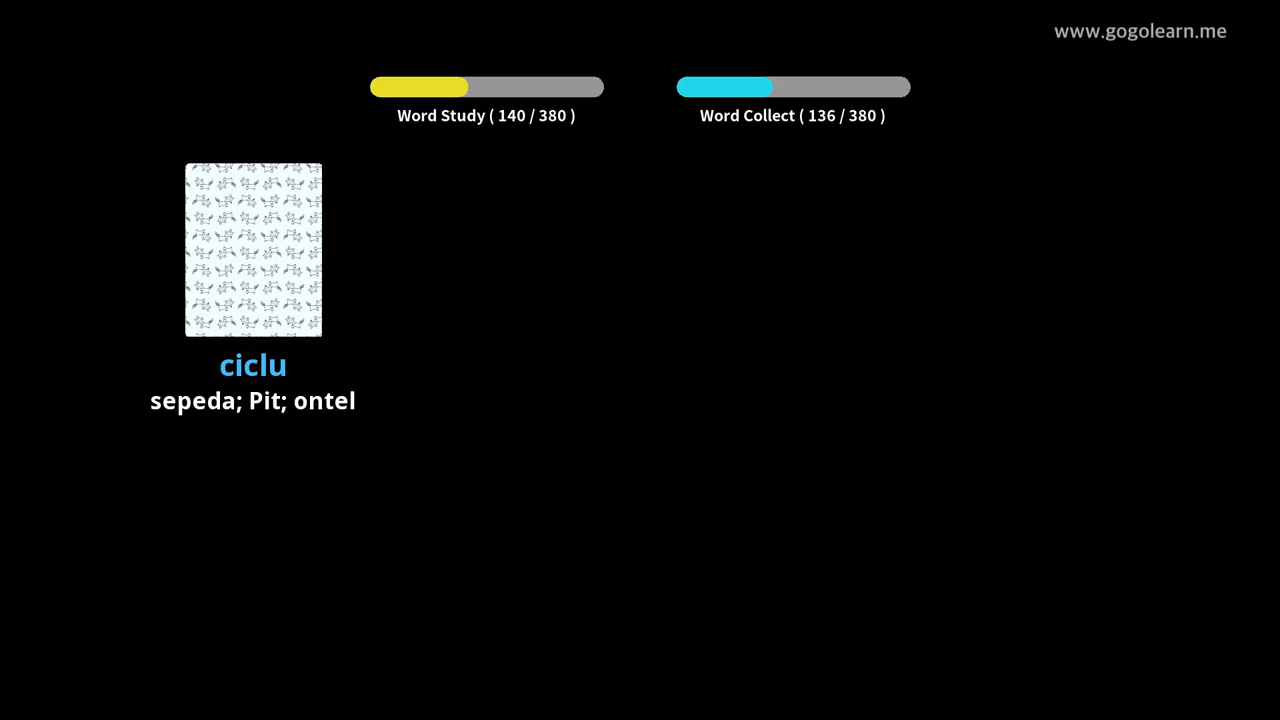 www.gogolearn.me
Word Study ( 140 / 380 )
Word Collect ( 136 / 380 )
ciclu
sepeda; Pit; ontel